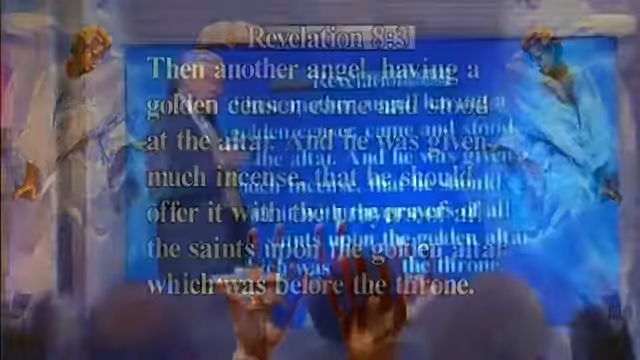 Revelation 8:3
Then another angel, having a
golden censor, came and stood
at the altar. And he was given
much incense, that he should
offer it with the prayers of all
the saints upon the golden altar
which was before the throne.